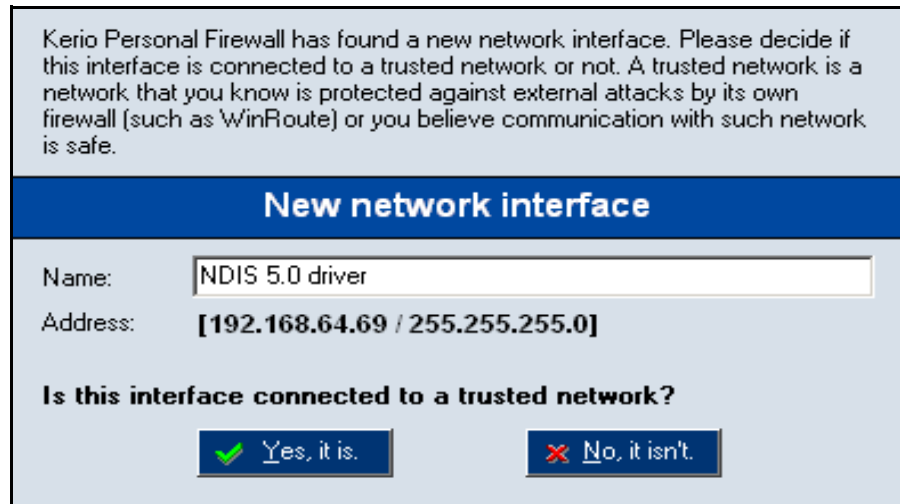 Kerio Personal Firewall has found a new network interface. Please decide if
this interface is connected to a trusted network or not. A trusted network is a
network that you know is protected against external attacks by its own
firewall (such as WinRoute) or you believe communication with such network
is safe.
New network interface
Name: NDIS 5.0 driver
Address: [192.168.64.69 / 255.255.255.0]
Is this interface connected to a trusted network?
Yes, it is. No, it isn't.